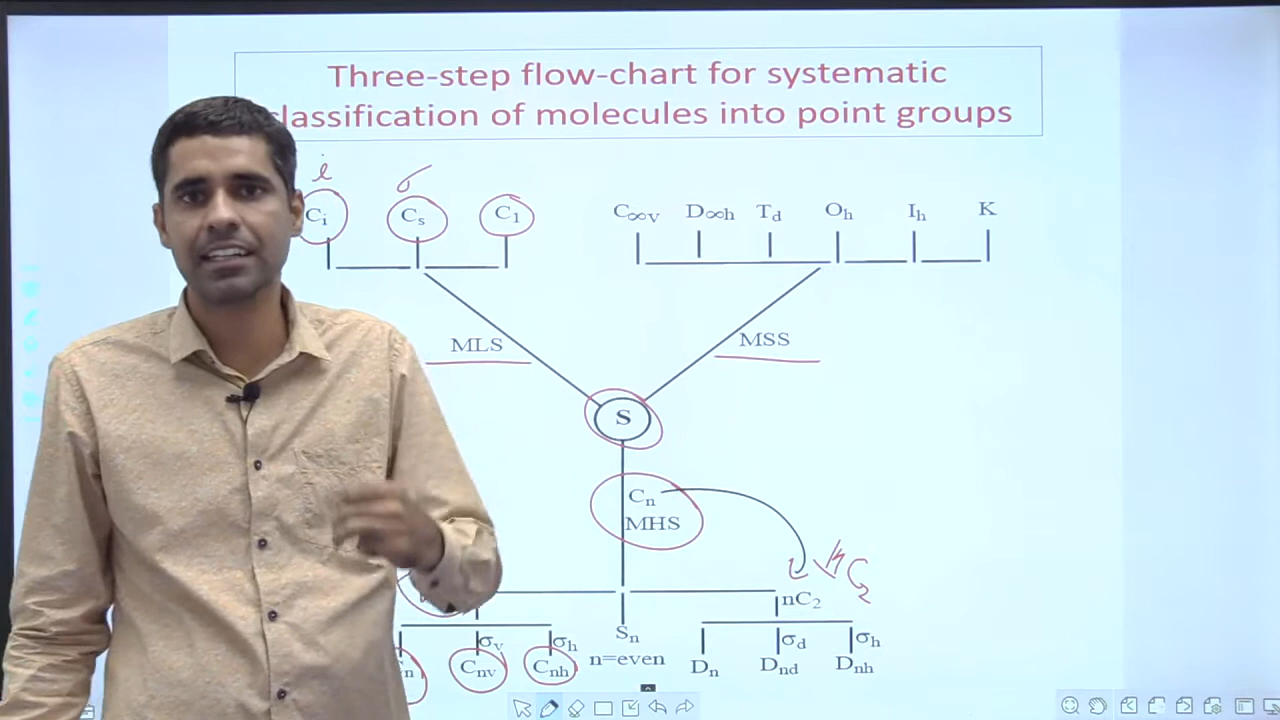 Three-step flow-chart for systematic
classification of molecules into point groups
i σ
Ci Cs C1 C∞v D∞h Td Oh Ih K
MLS MSS
S
Cn
MHS
C2
nC2
σv σh Sn σd σh
n Cnv Cnh n=even Dn Dnd Dnh